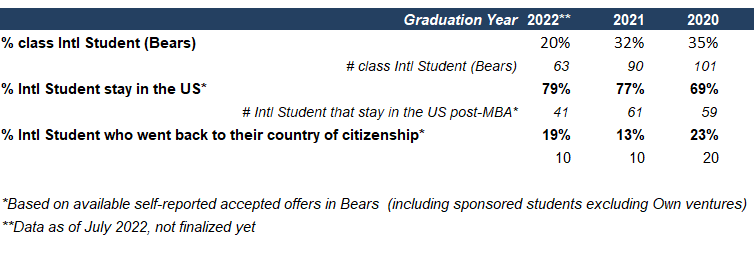 Graduation Year 2022** 2021 2020
% class Intl Student (Bears) 20% 32% 35%
# class Intl Student (Bears) 63 90 101
% Intl Student stay in the US* 79% 77% 69%
# Intl Student that stay in the US post-MBA* 41 61 59
% Intl Student who went back to their country of citizenship* 19% 13% 23%
10 10 20
*Based on available self-reported accepted offers in Bears (including sponsored students excluding Own ventures)
**Data as of July 2022, not finalized yet